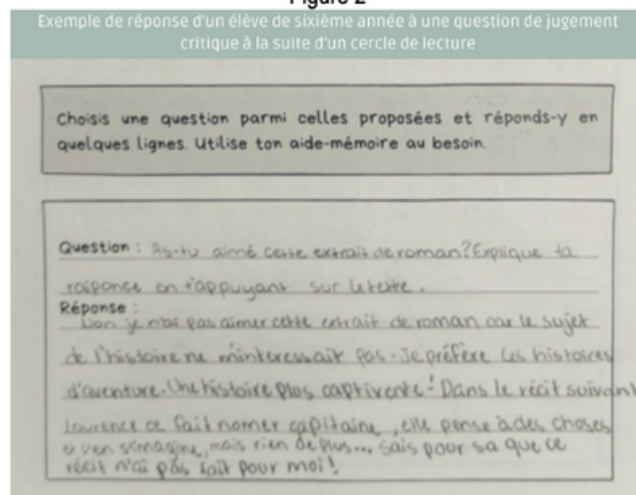 Figure 2
Exemple de réponse d'un élève de sixième année à une question de jugement
critique à la suite d'un cercle de lecture
Choisis une question parmi celles proposées et réponds-y en
quelques lignes. Utilise ton aide-mémoire au besoin.
Question : As-tu aimé cette extrait de roman? Explique ta
raiponce en t'appuyant sur le texte.
Réponse :
Non je n'ai pas aimer cette extrait de roman car le sujet
de l'histoire ne m'interessait pas. Je préfère les histoires
d'aventure. Une histoire plus captivente! Dans le récit suivant
Laurence ce fait nomer capitaine, elle pense à des choses
s'imagine, mais rien de plus... sais pour sa que ce
récit n'ai pas fait pour moi!